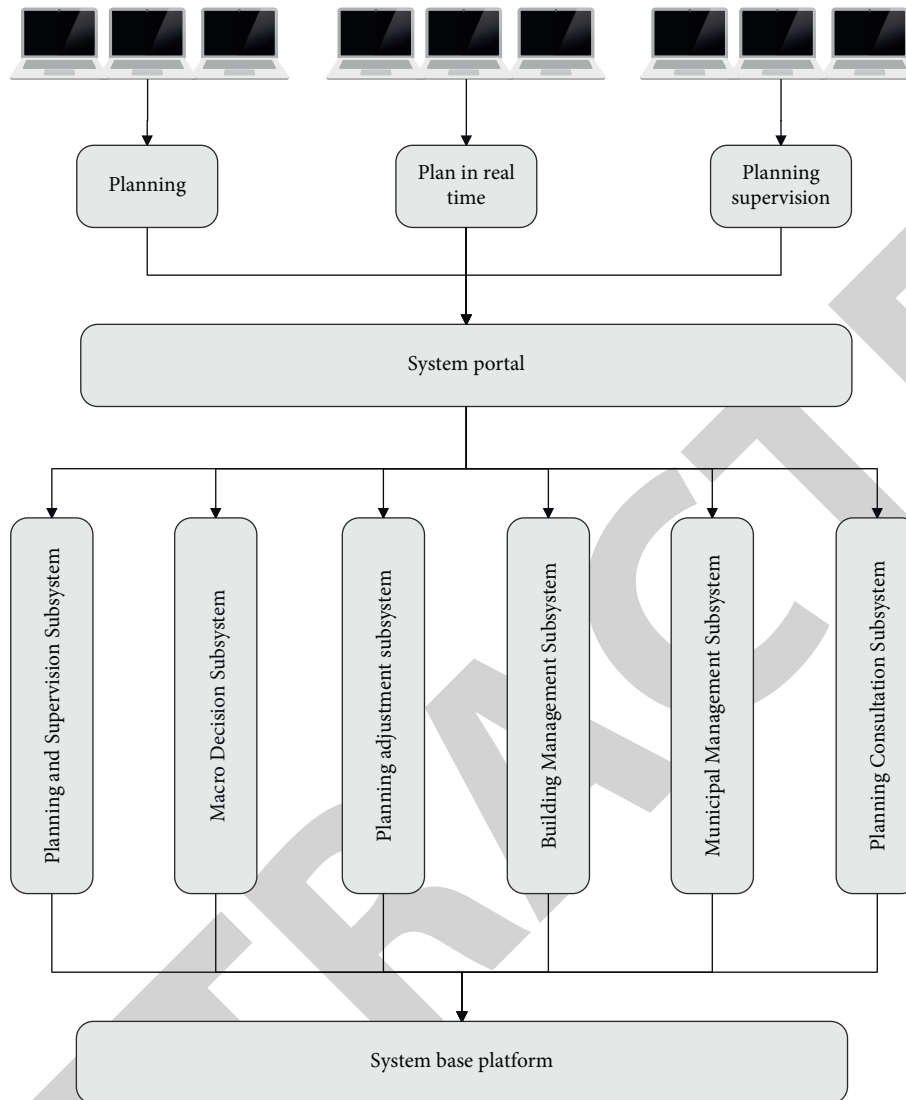 Planning
Plan in real
time
Planning
supervision
System portal
Planning and Supervision Subsystem
Macro Decision Subsystem
Planning adjustment subsystem
Building Management Subsystem
Municipal Management Subsystem
Planning Consultation Subsystem
System base platform
TRACTE